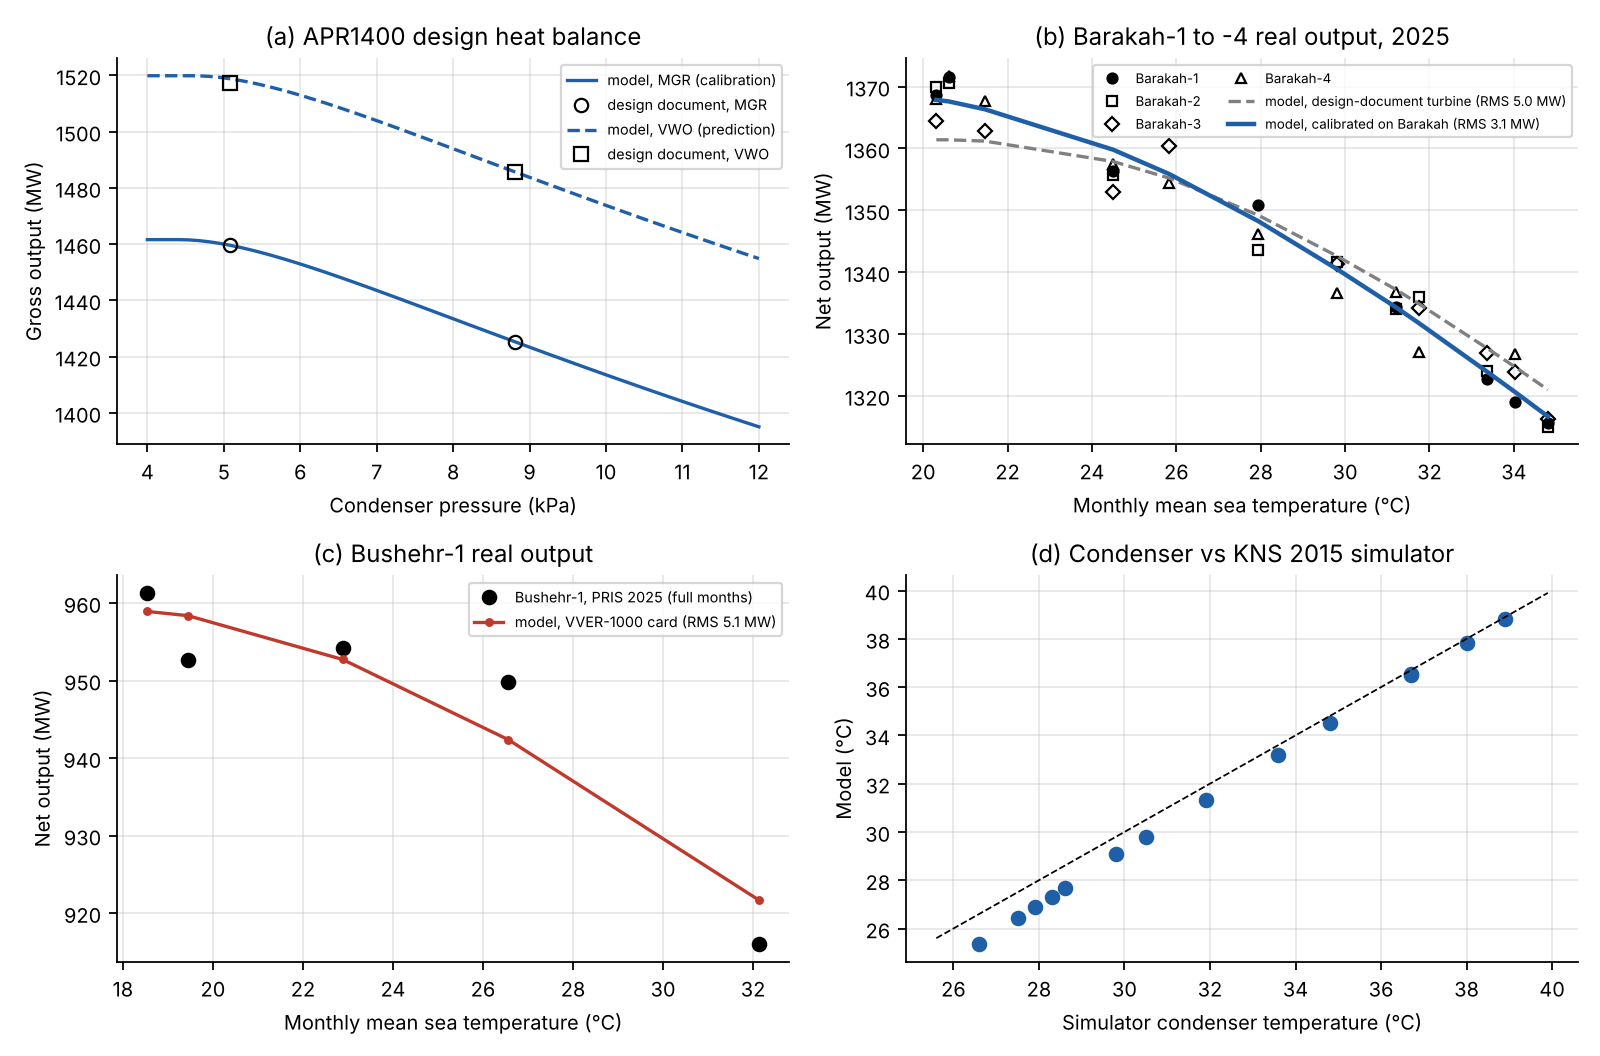 (a) APR1400 design heat balance
1520
1500
1480
1460
1440
1420
1400
Gross output (MW)
model, MGR (calibration)
design document, MGR
model, VWO (prediction)
design document, VWO
4 5 6 7 8 9 10 11 12
Condenser pressure (kPa)
(b) Barakah-1 to -4 real output, 2025
1370
1360
1350
1340
1330
1320
Net output (MW)
Barakah-1
Barakah-2
Barakah-3
Barakah-4
model, design-document turbine (RMS 5.0 MW)
model, calibrated on Barakah (RMS 3.1 MW)
20 22 24 26 28 30 32 34
Monthly mean sea temperature (°C)
(c) Bushehr-1 real output
960
950
940
930
920
Net output (MW)
Bushehr-1, PRIS 2025 (full months)
model, VVER-1000 card (RMS 5.1 MW)
18 20 22 24 26 28 30 32
Monthly mean sea temperature (°C)
(d) Condenser vs KNS 2015 simulator
40
38
36
34
32
30
28
26
Model (°C)
26 28 30 32 34 36 38 40
Simulator condenser temperature (°C)